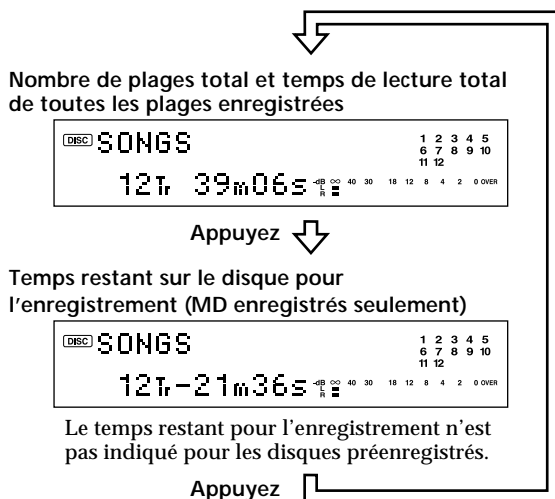 Nombre de plages total et temps de lecture total
de toutes les plages enregistrées
DISC SONGS
1 2 3 4 5
6 7 8 9 10
11 12
12Tr 39m06s -dB L R ∞ 40 30 18 12 8 4 2 0 OVER
Appuyez
Temps restant sur le disque pour
l'enregistrement (MD enregistrés seulement)
DISC SONGS
1 2 3 4 5
6 7 8 9 10
11 12
12Tr-21m36s -dB L R ∞ 40 30 18 12 8 4 2 0 OVER
Le temps restant pour l'enregistrement n'est
pas indiqué pour les disques préenregistrés.
Appuyez